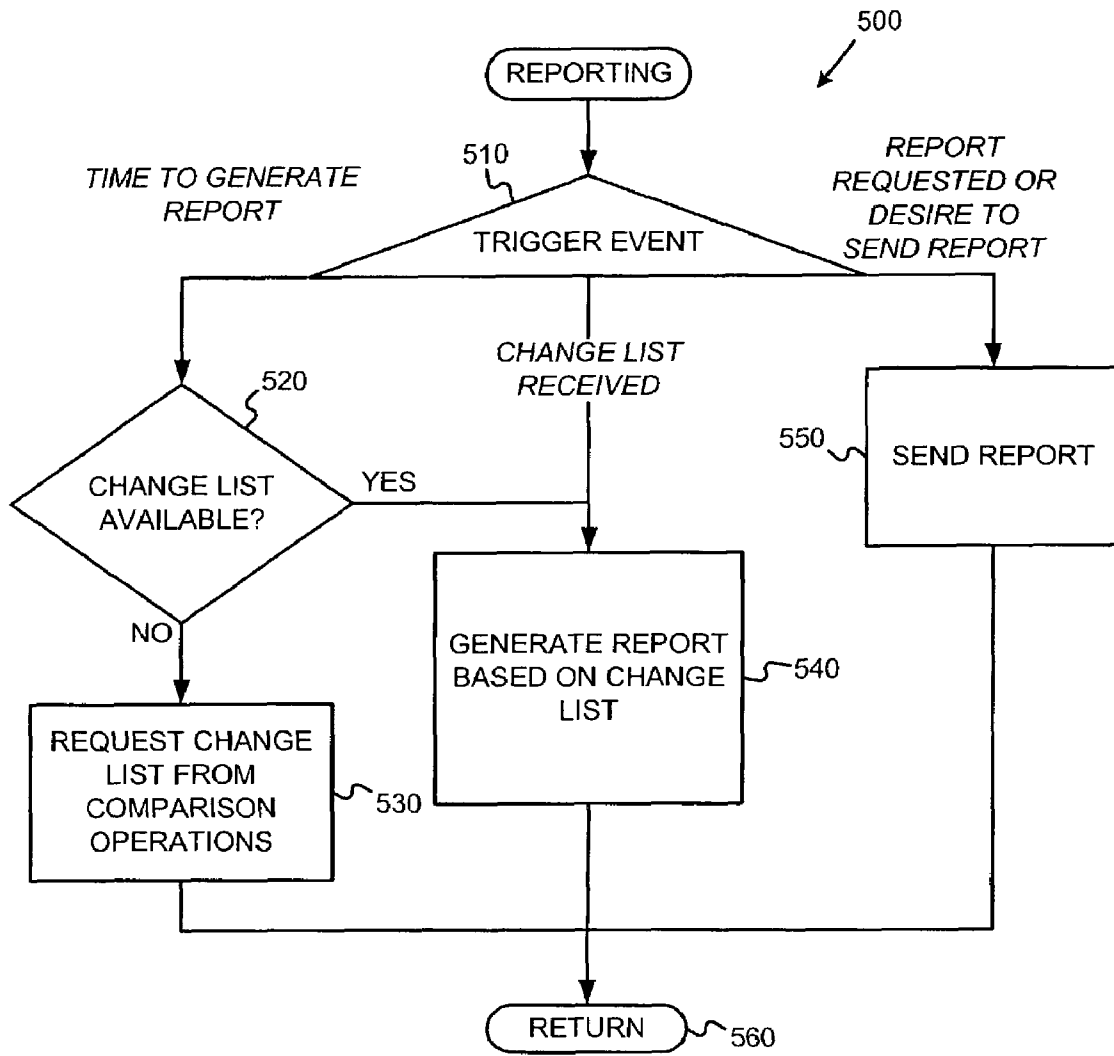 500
REPORTING
510
TIME TO GENERATE
REPORT
REPORT
REQUESTED OR
DESIRE TO
SEND REPORT
TRIGGER EVENT
CHANGE LIST
RECEIVED
520
CHANGE LIST
AVAILABLE?
YES
NO
550
SEND REPORT
GENERATE REPORT
BASED ON CHANGE
LIST
540
REQUEST CHANGE
LIST FROM
COMPARISON
OPERATIONS
530
RETURN
560